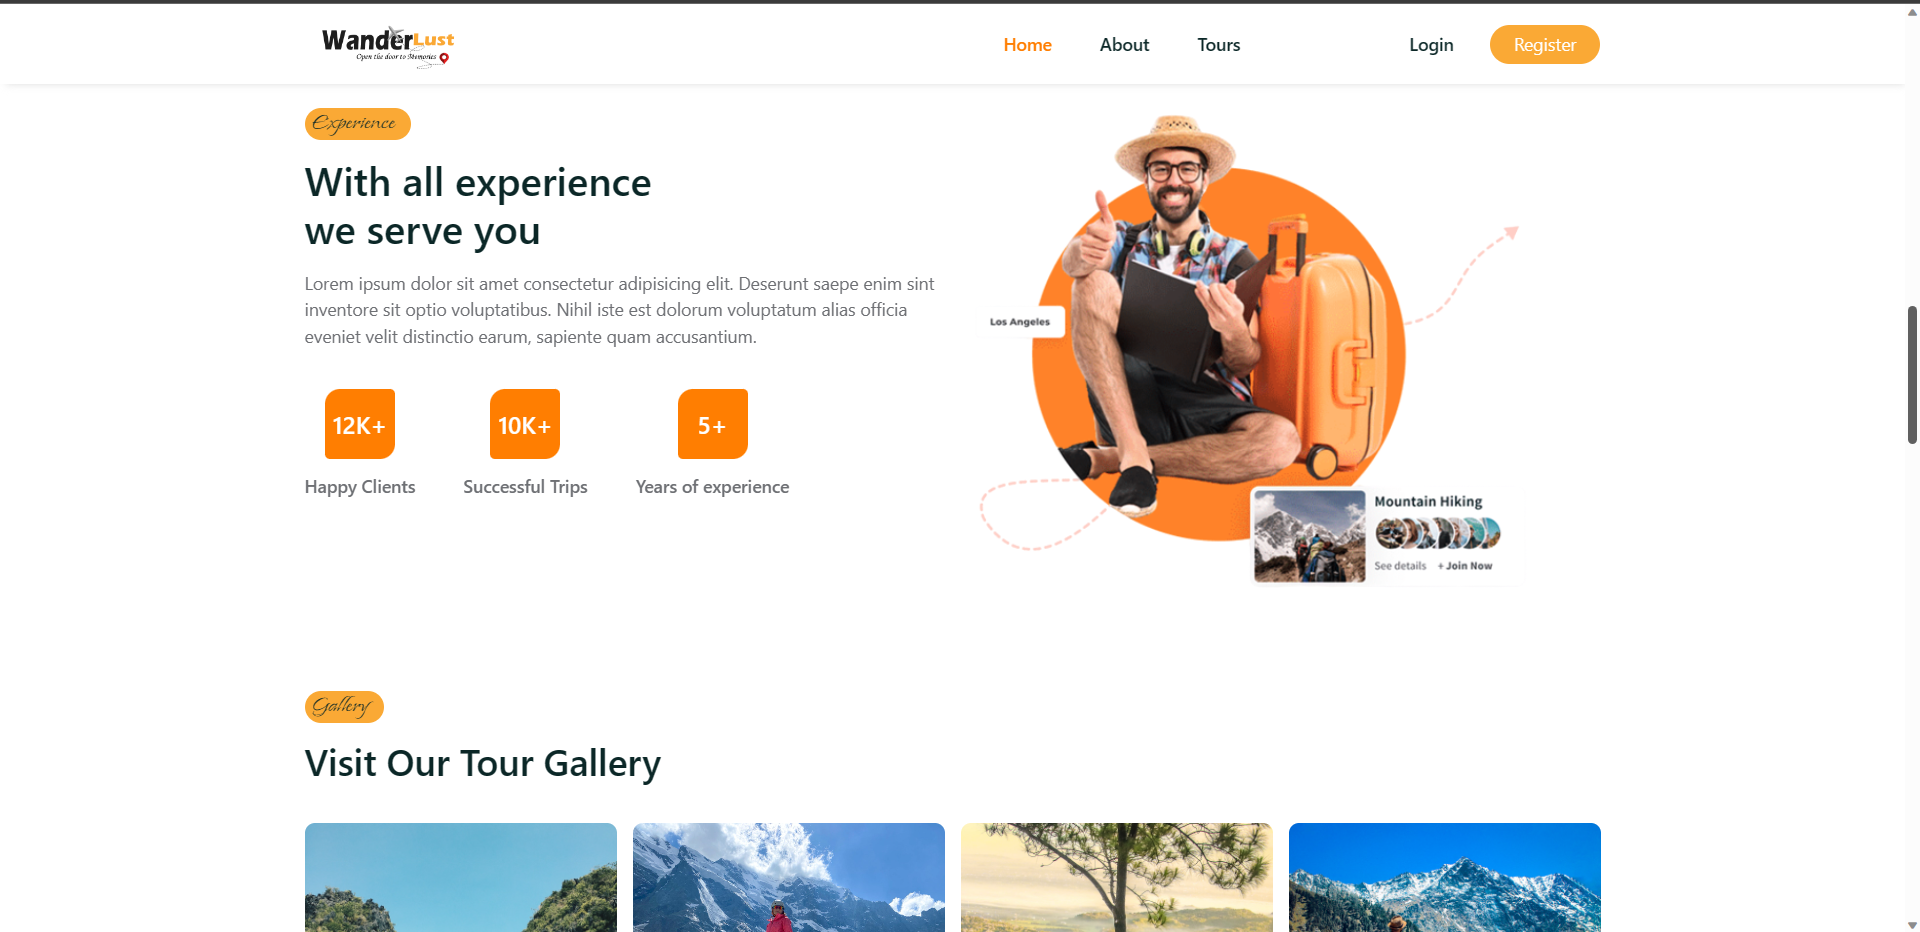 WanderLust
Open the door to Memories
Home
About
Tours
Login
Register
Experience
With all experience
we serve you
Lorem ipsum dolor sit amet consectetur adipisicing elit. Deserunt saepe enim sint
inventore sit optio voluptatibus. Nihil iste est dolorum voluptatum alias officia
eveniet velit distinctio earum, sapiente quam accusantium.
12K+
Happy Clients
10K+
Successful Trips
5+
Years of experience
Los Angeles
Mountain Hiking
See details
+ Join Now
Gallery
Visit Our Tour Gallery